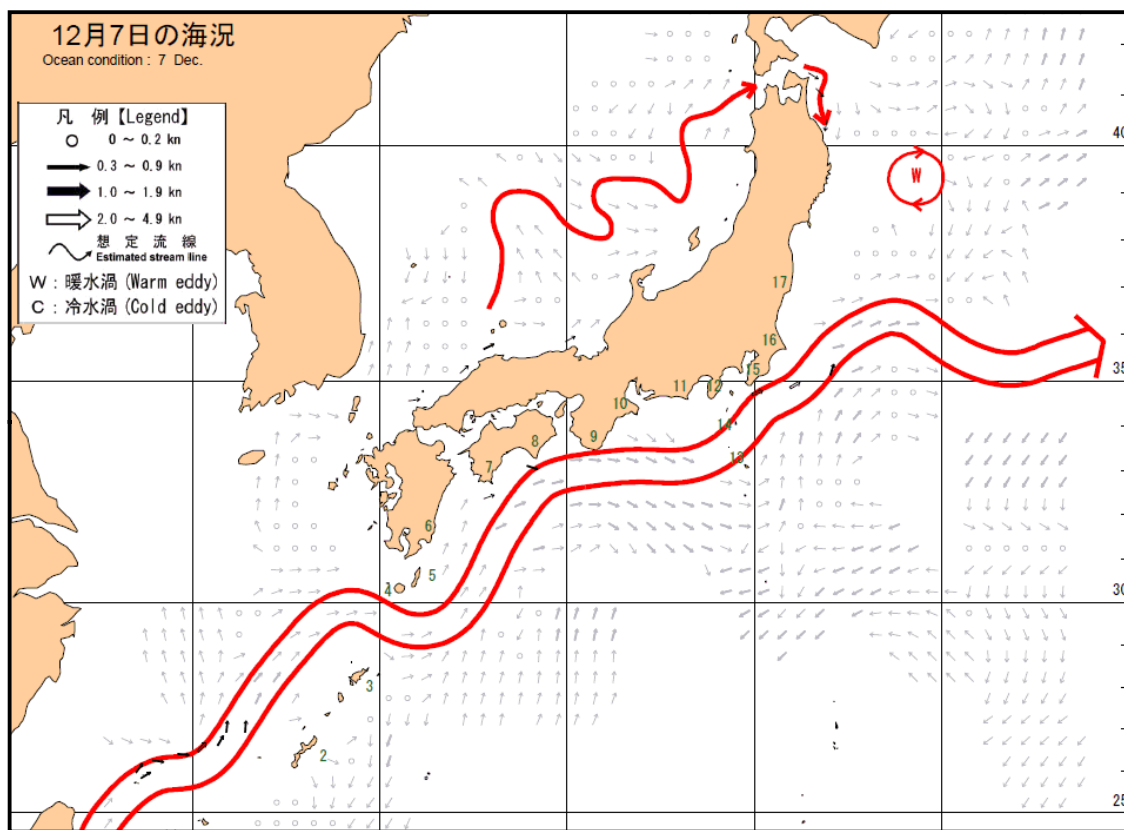 12月7日の海況
Ocean condition : 7 Dec.
凡 例【Legend】
0 ～ 0.2 kn
0.3 ～ 0.9 kn
1.0 ～ 1.9 kn
2.0 ～ 4.9 kn
想 定 流 線
Estimated stream line
W : 暖水渦 (Warm eddy)
C : 冷水渦 (Cold eddy)
40
W
17
16
35
15
12
11
10
14
9
8
13
7
6
5
4
30
3
2
25